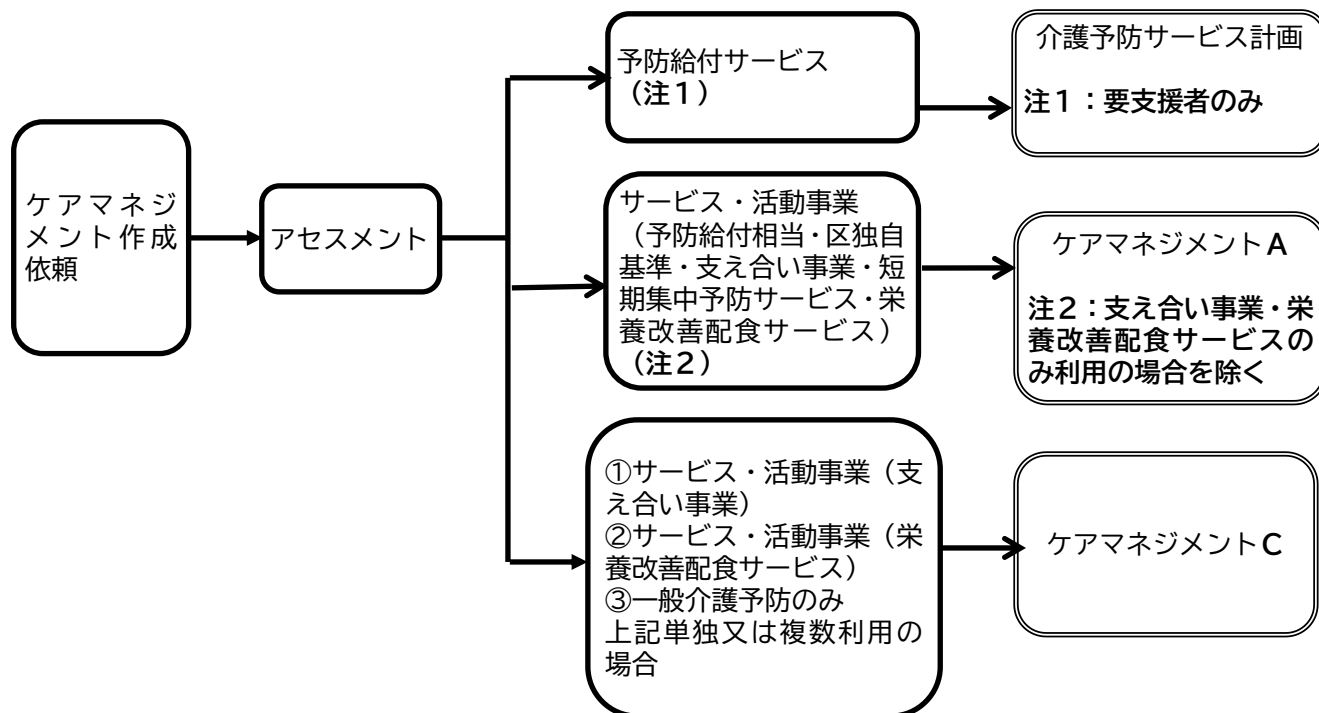 ケアマネジ
メント作成
依頼
アセスメント
予防給付サービス
（注１）
介護予防サービス計画
注１：要支援者のみ
サービス・活動事業
（予防給付相当・区独自
基準・支え合い事業・短
期集中予防サービス・栄
養改善配食サービス）
（注２）
ケアマネジメントA
注２：支え合い事業・栄
養改善配食サービスの
み利用の場合を除く
①サービス・活動事業（支
え合い事業）
②サービス・活動事業（栄
養改善配食サービス）
③一般介護予防のみ
上記単独又は複数利用の
場合
ケアマネジメントC